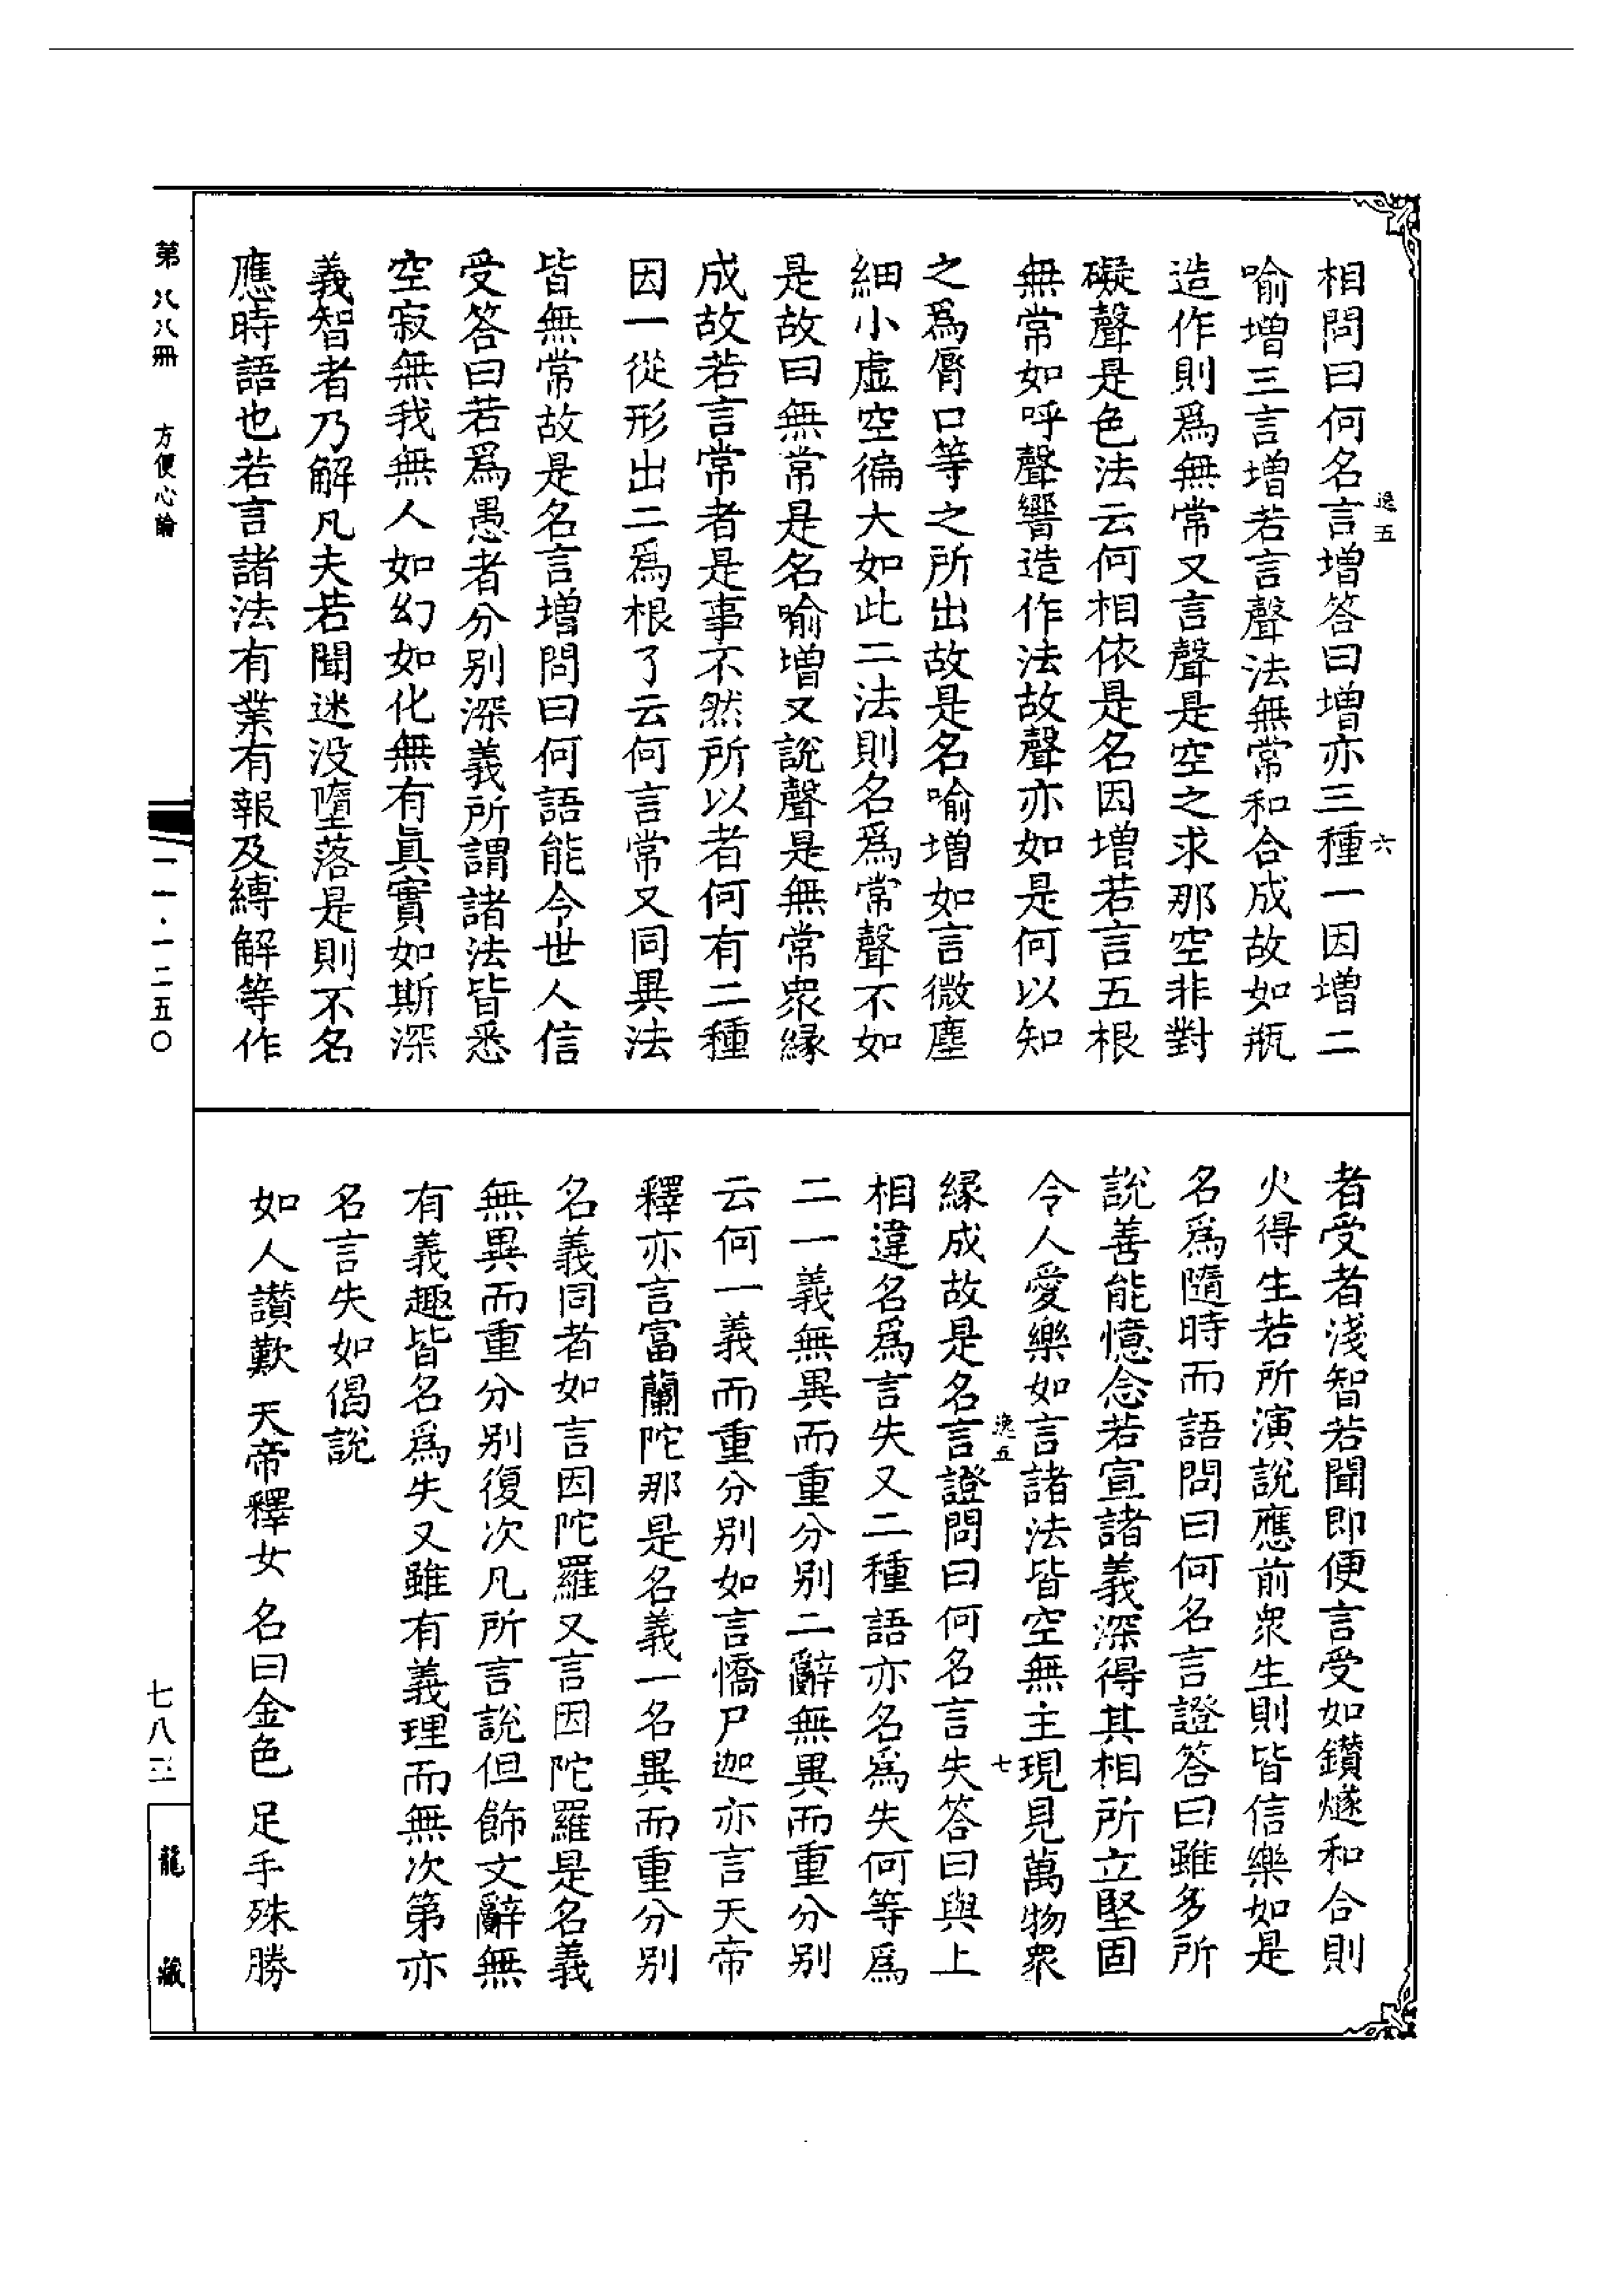 相問曰何名言增答曰增亦三種一因增二
逸五
六
喻增三言增若言聲法無常和合成故如瓶
造作則爲無常又言聲是空之求那空非對
礙聲是色法云何相依是名因增若言五根
無常如呼聲響造作法故聲亦如是何以知
之爲脣口等之所出故是名喻增如言微塵
細小虛空徧大如此二法則名爲常聲不如
是故曰無常是名喻增又說聲是無常衆緣
成故若言常者是事不然所以者何有二種
因一從形出二爲根了云何言常又同異法
皆無常故是名言增問曰何語能令世人信
受答曰若爲愚者分別深義所謂諸法皆悉
空寂無我無人如幻如化無有眞實如斯深
義智者乃解凡夫若聞迷没墮落是則不名
應時語也若言諸法有業有報及縛解等作
者受者淺智若聞即便言受如鑚燧和合則
火得生若所演說應前衆生則皆信樂如是
名爲隨時而語問曰何名言證答曰雖多所
說善能憶念若宣諸義深得其相所立堅固
令人愛樂如言諸法皆空無主現見萬物衆
逸五
七
緣成故是名言證問曰何名言失答曰與上
相違名爲言失又二種語亦名爲失何等爲
二一義無異而重分別二辭無異而重分別
云何一義而重分別如言憍尸迦亦言天帝
釋亦言富蘭陀那是名義一名異而重分別
名義同者如言因陀羅又言因陀羅是名義
無異而重分別復次凡所言說但飾文辭無
有義趣皆名爲失又雖有義理而無次第亦
名言失如偈說
如人讚歎 天帝釋女 名曰金色 足手殊勝
第八八冊 方便心論
一一·一二五〇
七八三
龍藏